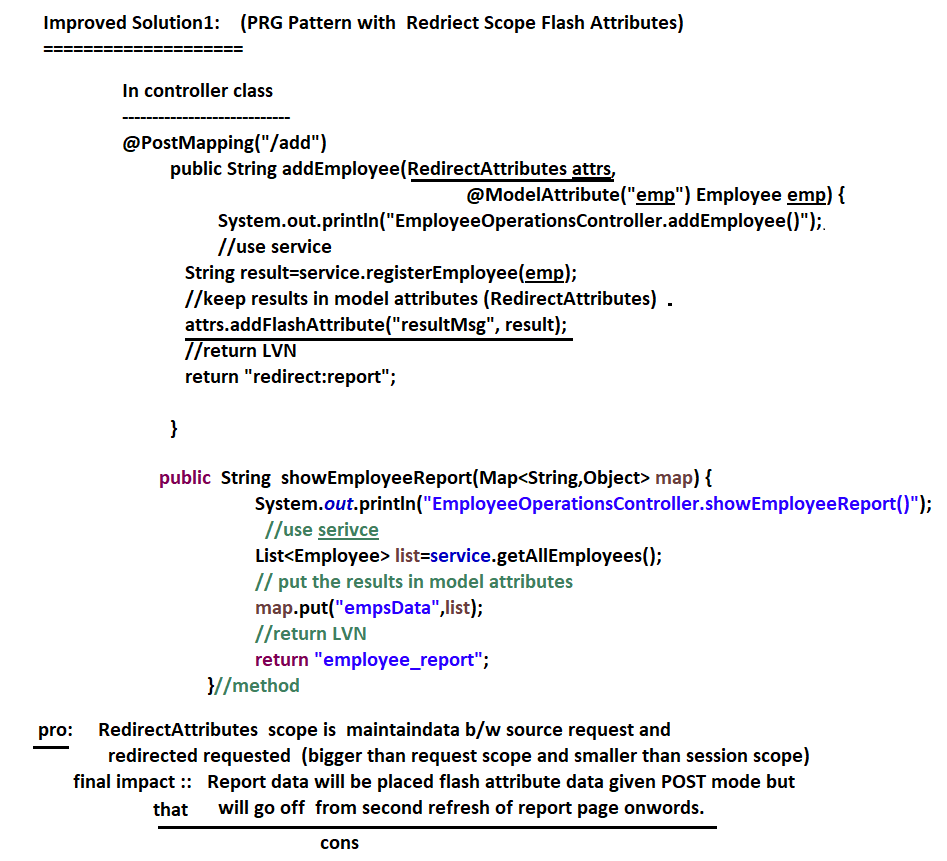 Improved Solution1: (PRG Pattern with Redriect Scope Flash Attributes)
====================
In controller class
----------------------------
@PostMapping("/add")
public String addEmployee(RedirectAttributes attrs,
@ModelAttribute("emp") Employee emp) {
System.out.println("EmployeeOperationsController.addEmployee()");.
//use service
String result=service.registerEmployee(emp);
//keep results in model attributes (RedirectAttributes) .
attrs.addFlashAttribute("resultMsg", result);
//return LVN
return "redirect:report";
}
public String showEmployeeReport(Map<String,Object> map) {
System.out.println("EmployeeOperationsController.showEmployeeReport()");
//use serivce
List<Employee> list=service.getAllEmployees();
// put the results in model attributes
map.put("empsData",list);
//return LVN
return "employee_report";
}//method
pro: RedirectAttributes scope is maintaindata b/w source request and
redirected requested (bigger than request scope and smaller than session scope)
final impact :: Report data will be placed flash attribute data given POST mode but
that will go off from second refresh of report page onwords.
cons